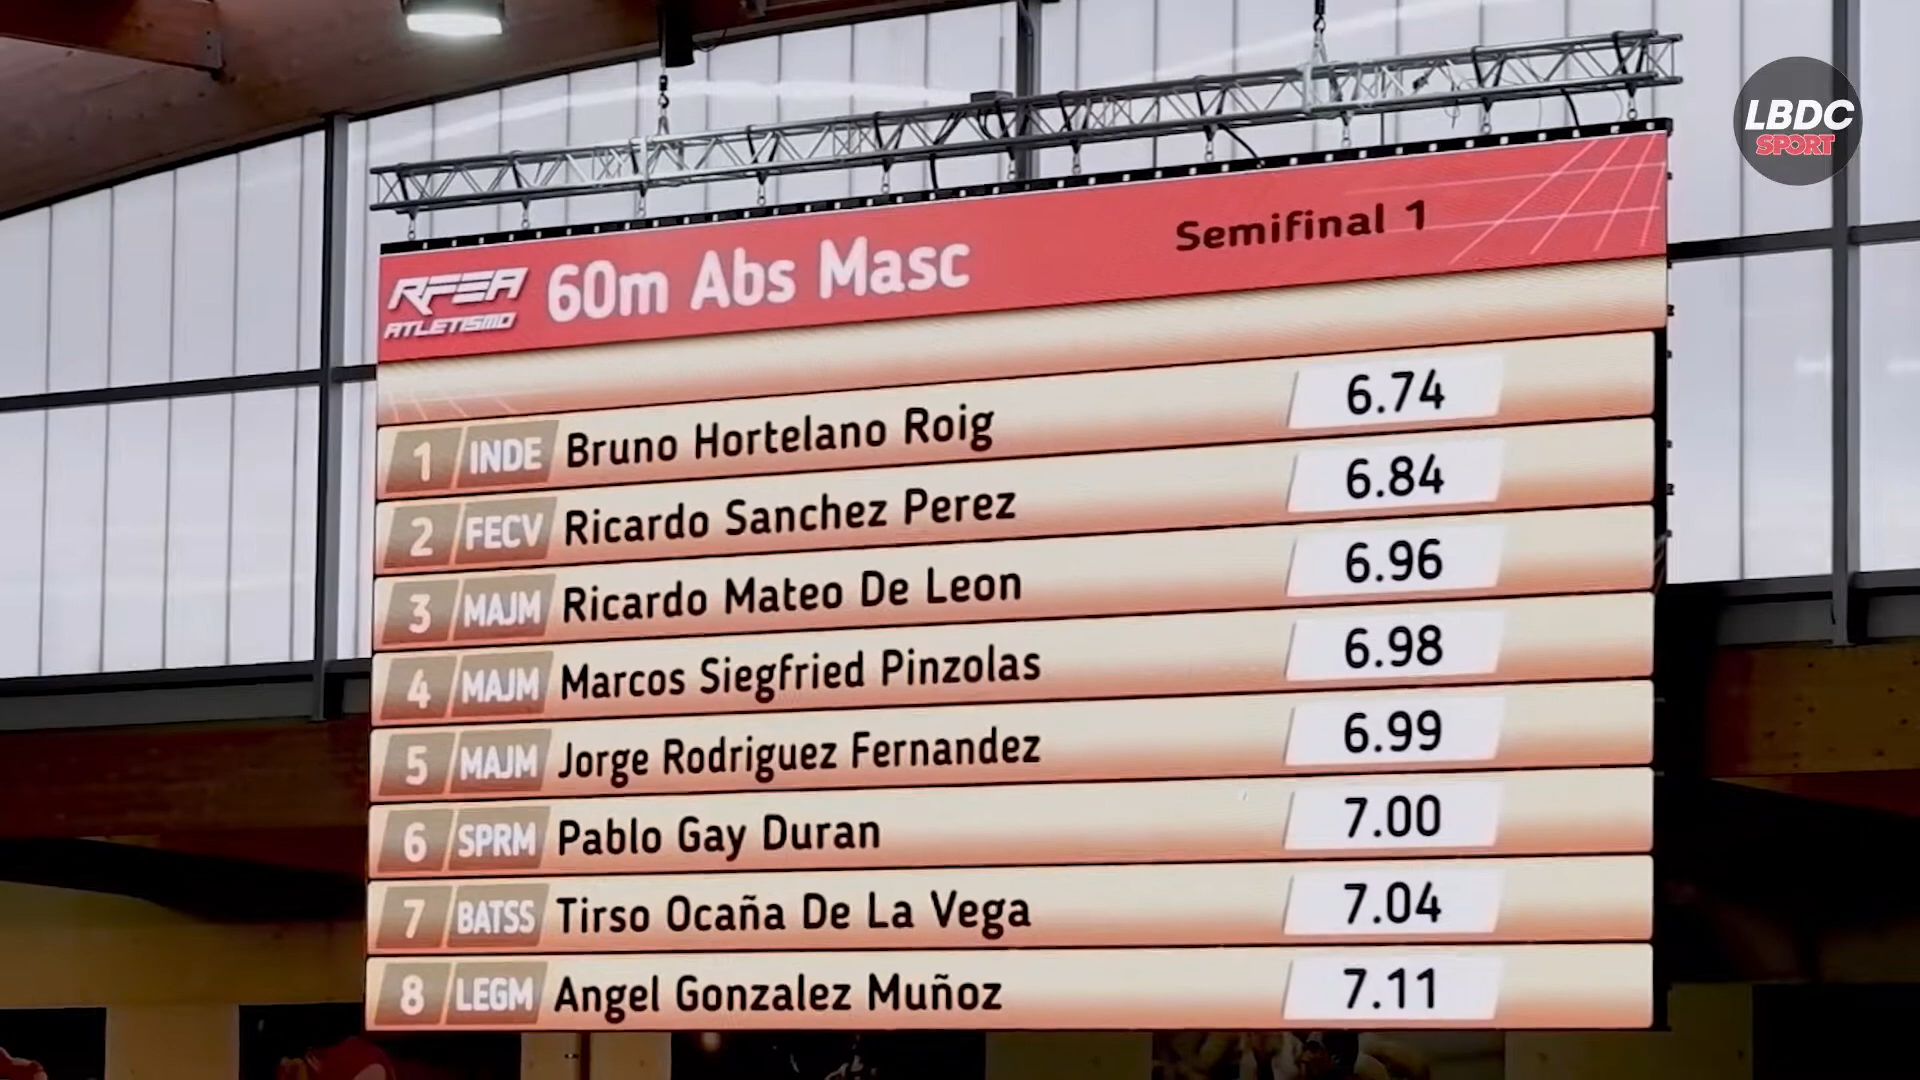 LBDC
SPORT
RFEA
ATLETISMO
60m Abs Masc
Semifinal 1
1 INDE Bruno Hortelano Roig 6.74
2 FECV Ricardo Sanchez Perez 6.84
3 MAJM Ricardo Mateo De Leon 6.96
4 MAJM Marcos Siegfried Pinzolas 6.98
5 MAJM Jorge Rodriguez Fernandez 6.99
6 SPRM Pablo Gay Duran 7.00
7 BATSS Tirso Ocaña De La Vega 7.04
8 LEGM Angel Gonzalez Muñoz 7.11